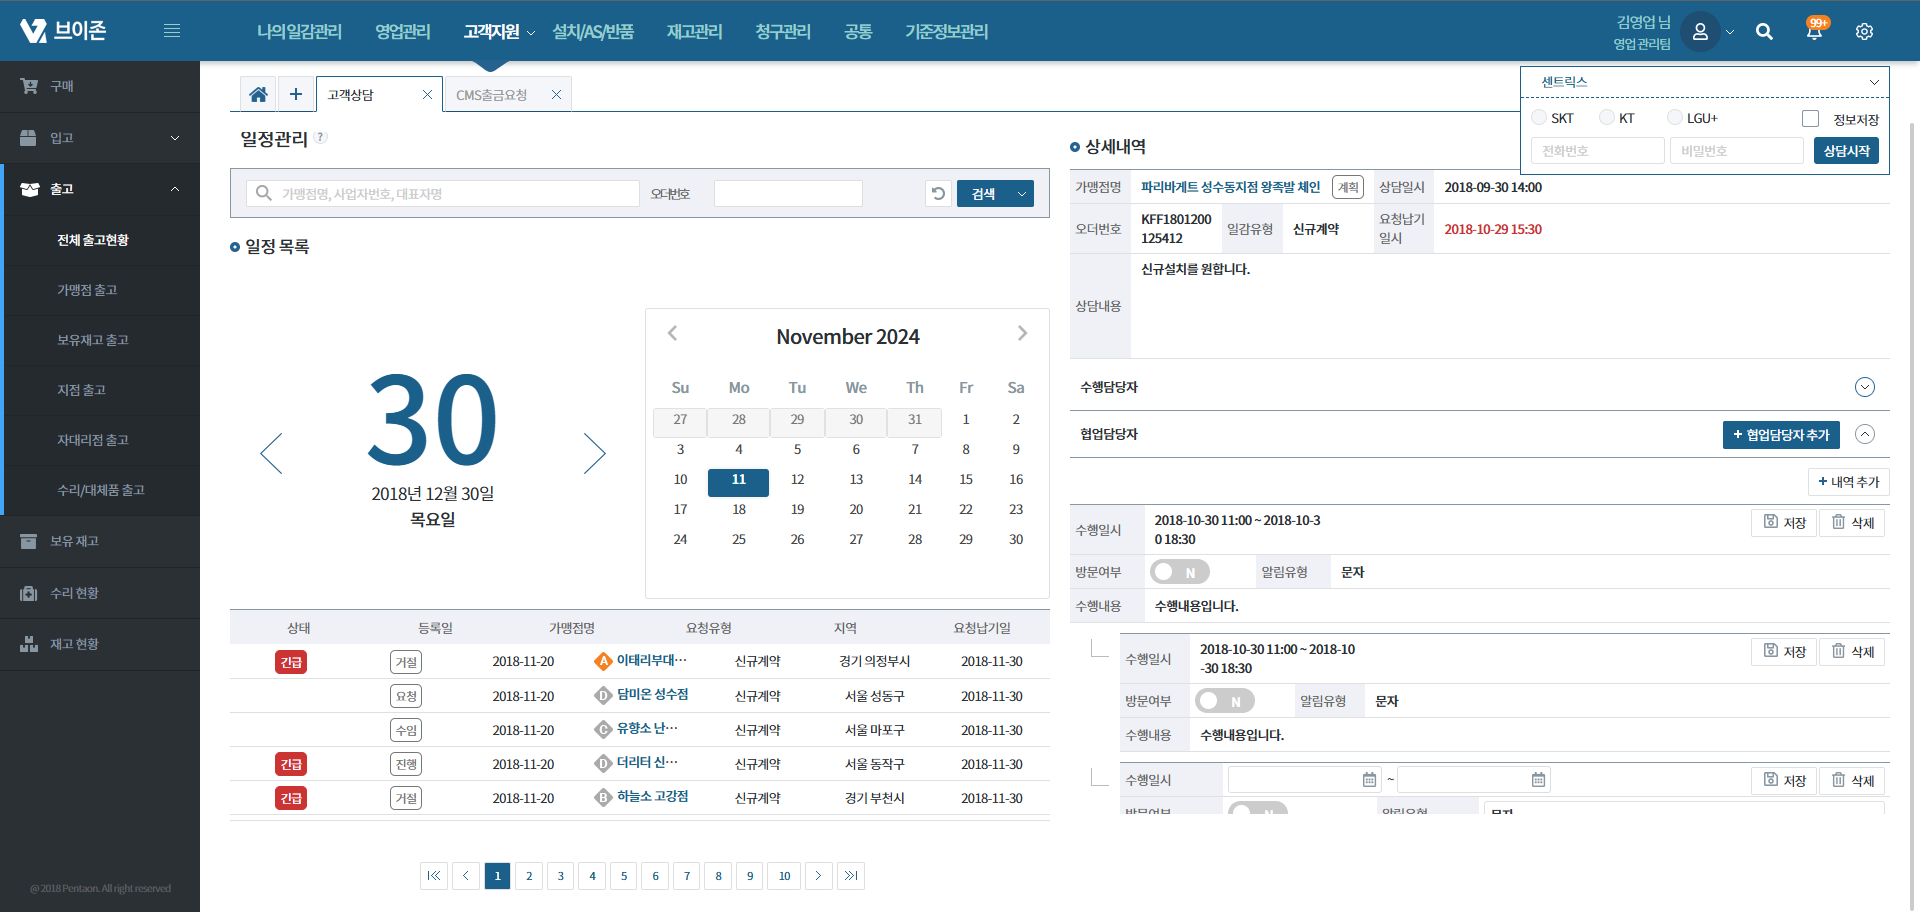 브이존
나의일감관리 영업관리 고객지원 설치/AS/반품 재고관리 청구관리 공통 기준정보관리
김영업 님
영업 관리팀
99+
구매
입고
출고
전체 출고현황
가맹점 출고
보유재고 출고
지점 출고
자대리점 출고
수리/대체품 출고
보유 재고
수리 현황
재고 현황
@ 2018 Pentaon. All right reserved
고객상담
CMS출금요청
센트릭스
SKT KT LGU+ 정보저장
전화번호 비밀번호 상담시작
일정관리 ?
가맹점명, 사업자번호, 대표자명 오더번호 검색
일정 목록
30
2018년 12월 30일
목요일
November 2024
Su Mo Tu We Th Fr Sa
27 28 29 30 31 1 2
3 4 5 6 7 8 9
10 11 12 13 14 15 16
17 18 19 20 21 22 23
24 25 26 27 28 29 30
상태 등록일 가맹점명 요청유형 지역 요청납기일
긴급 거절 2018-11-20 A 이태리부대… 신규계약 경기 의정부시 2018-11-30
요청 2018-11-20 D 담미온 성수점 신규계약 서울 성동구 2018-11-30
수임 2018-11-20 C 유향소 난… 신규계약 서울 마포구 2018-11-30
긴급 진행 2018-11-20 D 더리터 신… 신규계약 서울 동작구 2018-11-30
긴급 거절 2018-11-20 B 하늘소 고강점 신규계약 경기 부천시 2018-11-30
1 2 3 4 5 6 7 8 9 10
상세내역
가맹점명 파리바게트 성수동지점 왕족발 체인 계획 상담일시 2018-09-30 14:00
오더번호 KFF1801200
125412 일감유형 신규계약 요청납기
일시 2018-10-29 15:30
상담내용 신규설치를 원합니다.
수행담당자
협업담당자 + 협업담당자 추가
+ 내역 추가
수행일시 2018-10-30 11:00 ~ 2018-10-3
0 18:30 저장 삭제
방문여부 N 알림유형 문자
수행내용 수행내용입니다.
수행일시 2018-10-30 11:00 ~ 2018-10
-30 18:30 저장 삭제
방문여부 N 알림유형 문자
수행내용 수행내용입니다.
수행일시 ~ 저장 삭제
방문여부 N 알림유형 문자